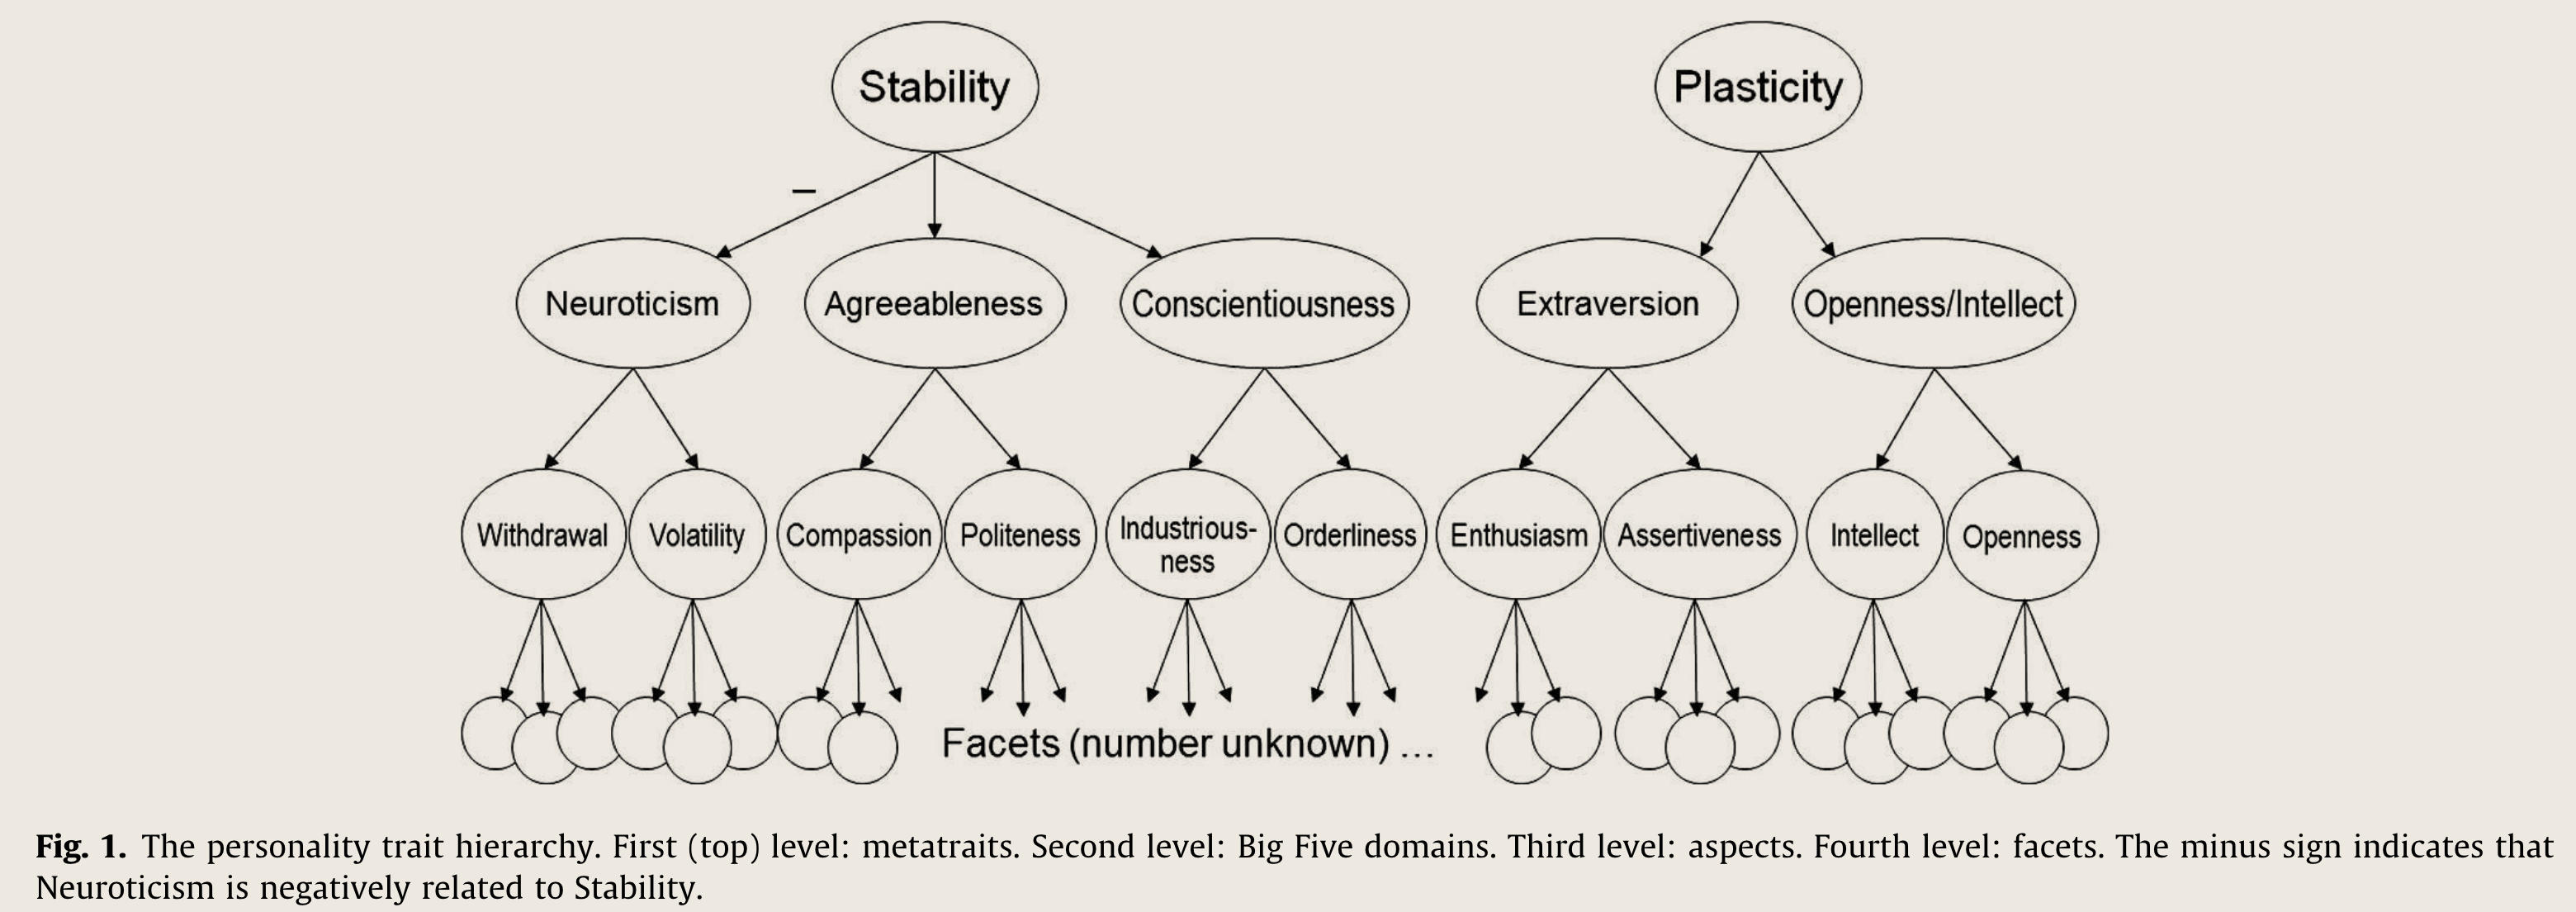 Stability
Plasticity
–
Neuroticism
Agreeableness
Conscientiousness
Extraversion
Openness/Intellect
Withdrawal
Volatility
Compassion
Politeness
Industrious-
ness
Orderliness
Enthusiasm
Assertiveness
Intellect
Openness
Facets (number unknown) ...
Fig. 1. The personality trait hierarchy. First (top) level: metatraits. Second level: Big Five domains. Third level: aspects. Fourth level: facets. The minus sign indicates that
Neuroticism is negatively related to Stability.